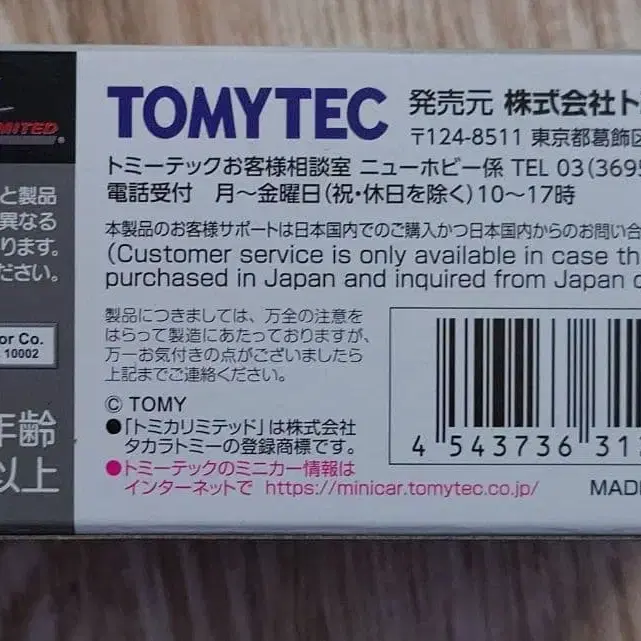 MITED
と製品
異なる
ります。
ださい。
or Co.
10002
年齢
以上
TOMYTEC 発売元 株式会社ト
〒124-8511 東京都葛飾区
トミーテックお客様相談室 ニューホビー係 TEL 03(3695
電話受付 月〜金曜日(祝・休日を除く)10〜17時
本製品のお客様サポートは日本国内でのご購入かつ日本国内からのお問い合
(Customer service is only available in case th
purchased in Japan and inquired from Japan o
製品につきましては、万全の注意を
はらって製造にあたっておりますが、
万一お気付きの点がございましたら
上記までご連絡ください。
© TOMY
●「トミカリミテッド」は株式会社
タカラトミーの登録商標です。
●トミーテックのミニカー情報は
インターネットで https://minicar.tomytec.co.jp/
4 543736 31
MADE